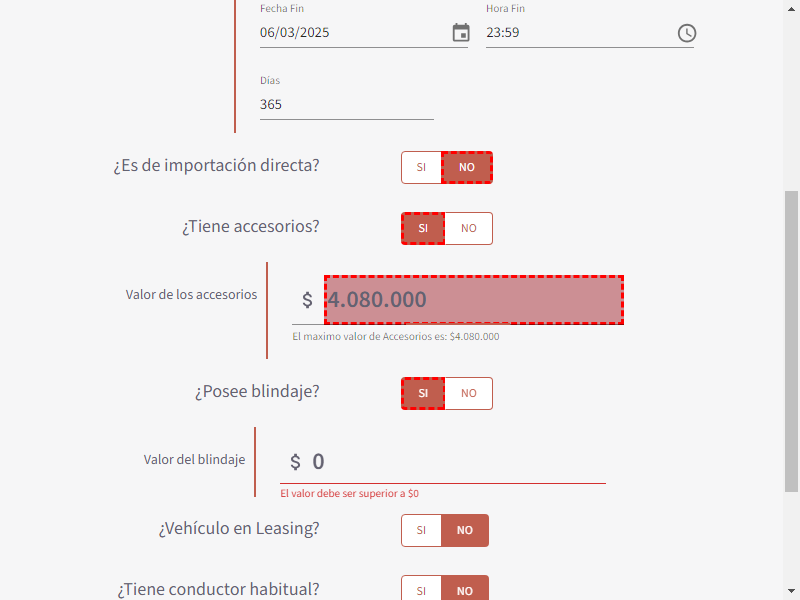 Fecha Fin
Hora Fin
06/03/2025
23:59
Días
365
¿Es de importación directa?
SI
NO
¿Tiene accesorios?
SI
NO
Valor de los accesorios
$ 4.080.000
El maximo valor de Accesorios es: $4.080.000
¿Posee blindaje?
SI
NO
Valor del blindaje
$ 0
El valor debe ser superior a $0
¿Vehículo en Leasing?
SI
NO
¿Tiene conductor habitual?
SI
NO